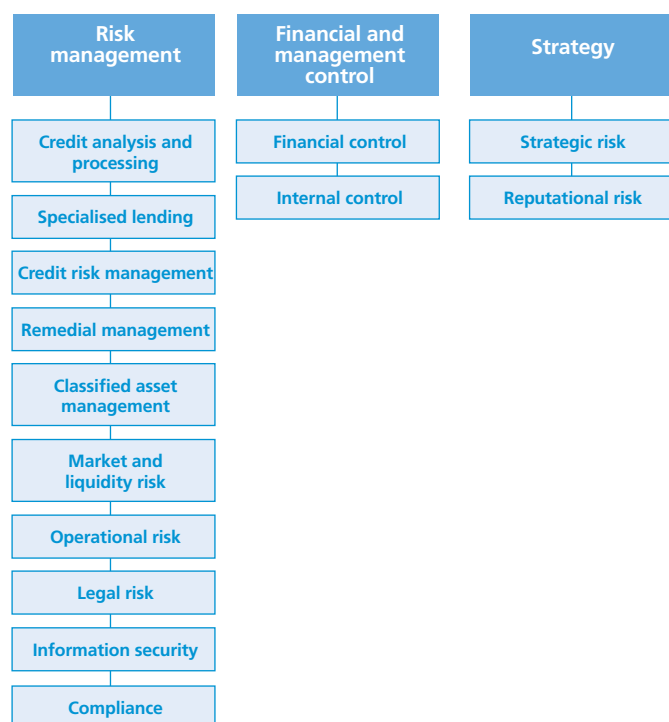 Risk
management
Credit analysis and
processing
Specialised lending
Credit risk management
Remedial management
Classified asset
management
Market and
liquidity risk
Operational risk
Legal risk
Information security
Compliance
Financial and
management
control
Financial control
Internal control
Strategy
Strategic risk
Reputational risk